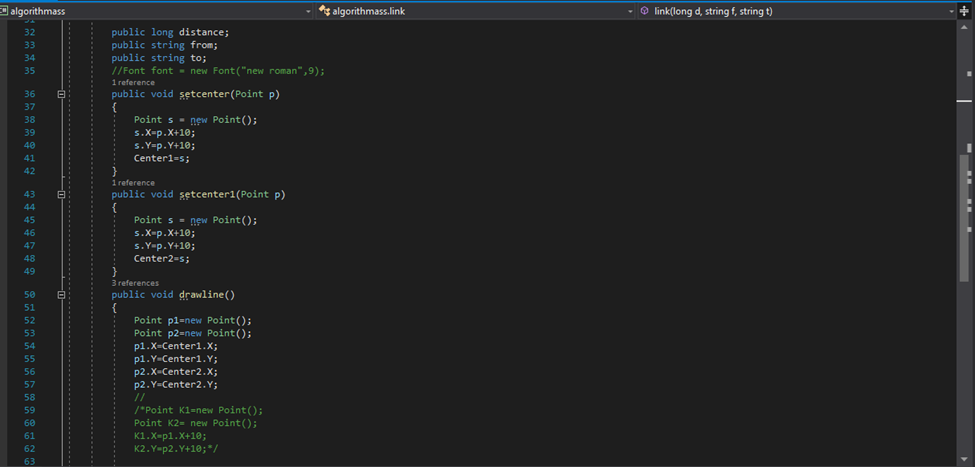 algorithmass
algorithmass.link
link(long d, string f, string t)
31
32 public long distance;
33 public string from;
34 public string to;
35 //Font font = new Font("new roman",9);
1 reference
36 public void setcenter(Point p)
37 {
38 Point s = new Point();
39 s.X=p.X+10;
40 s.Y=p.Y+10;
41 Center1=s;
42 }
1 reference
43 public void setcenter1(Point p)
44 {
45 Point s = new Point();
46 s.X=p.X+10;
47 s.Y=p.Y+10;
48 Center2=s;
49 }
3 references
50 public void drawline()
51 {
52 Point p1=new Point();
53 Point p2=new Point();
54 p1.X=Center1.X;
55 p1.Y=Center1.Y;
56 p2.X=Center2.X;
57 p2.Y=Center2.Y;
58 //
59 /*Point K1=new Point();
60 Point K2= new Point();
61 K1.X=p1.X+10;
62 K2.Y=p2.Y+10;*/
63